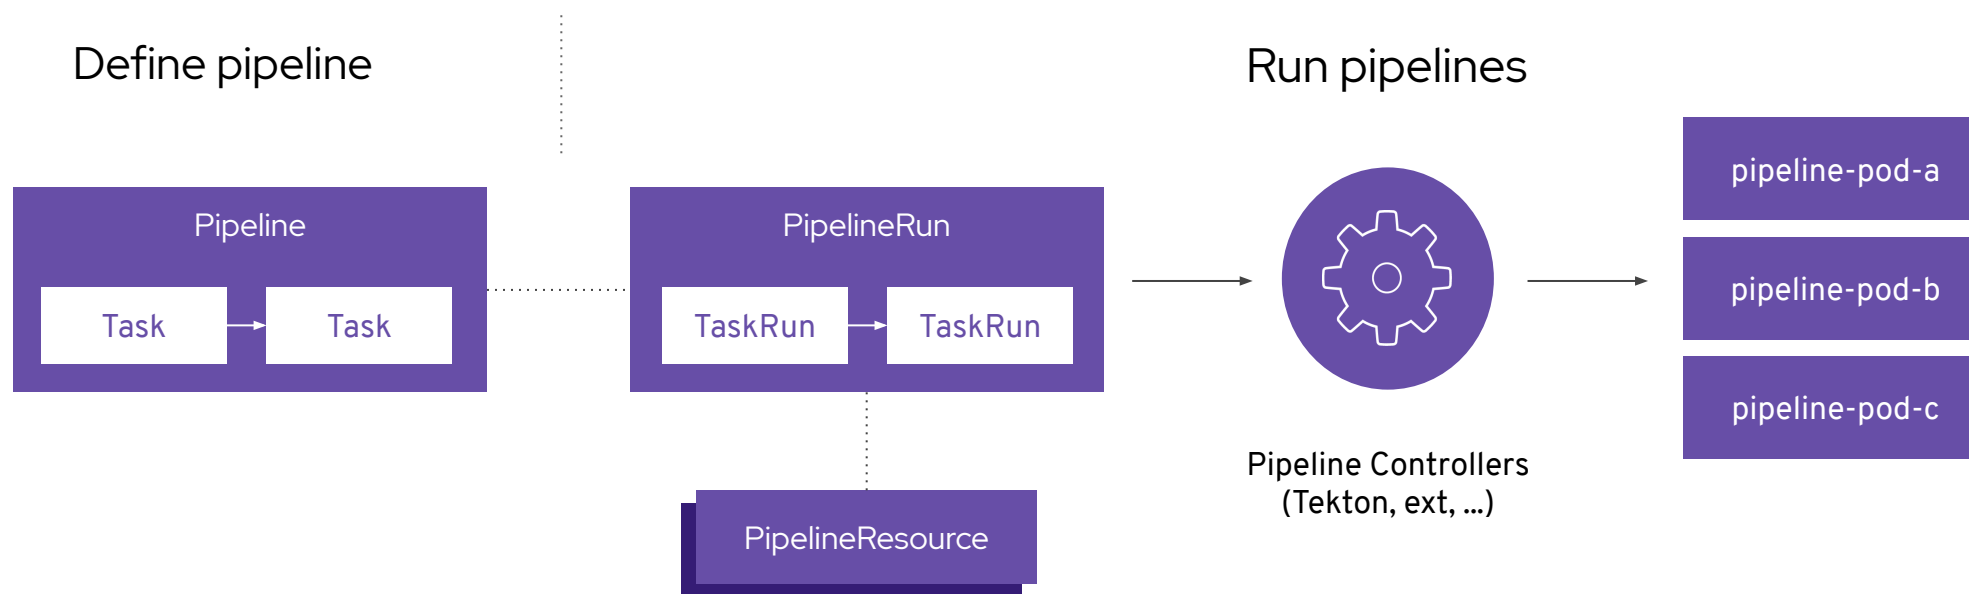 Define pipeline
Run pipelines
Pipeline
Task
Task
PipelineRun
TaskRun
TaskRun
PipelineResource
Pipeline Controllers
(Tekton, ext, ...)
pipeline-pod-a
pipeline-pod-b
pipeline-pod-c